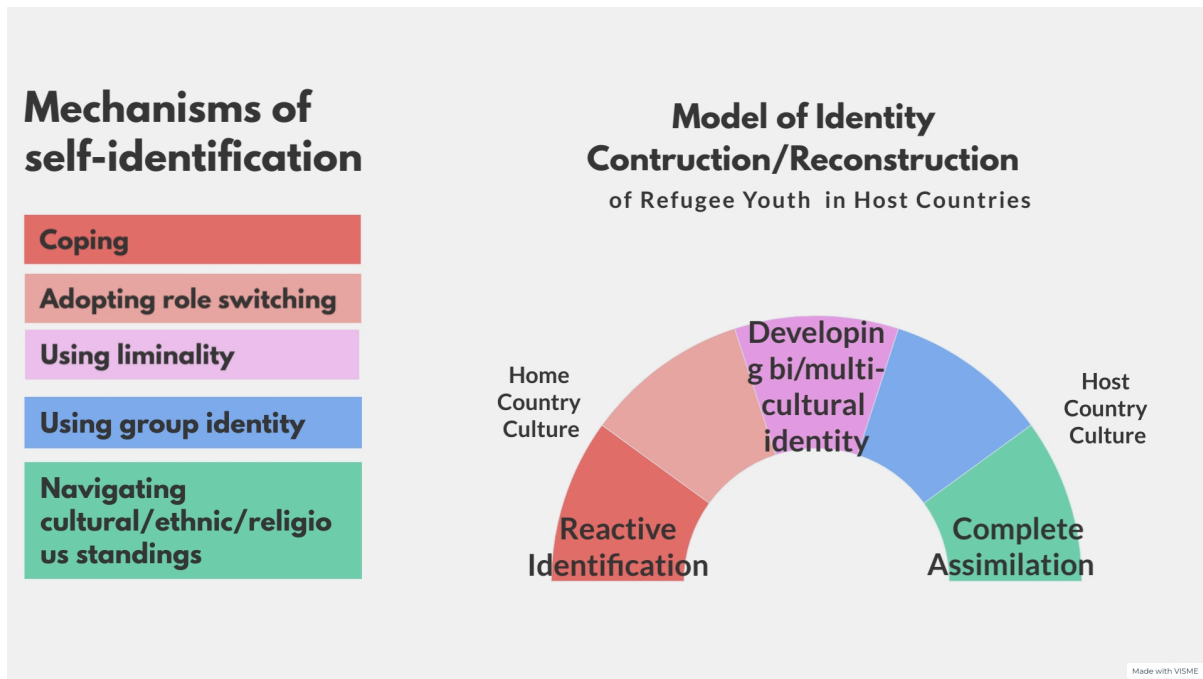 Mechanisms of
self-identification
Coping
Adopting role switching
Using liminality
Using group identity
Navigating
cultural/ethnic/religio
us standings
Model of Identity
Contruction/Reconstruction
of Refugee Youth in Host Countries
Home
Country
Culture
Developin
g bi/multi-
cultural
identity
Host
Country
Culture
Reactive
Identification
Complete
Assimilation
Made with VISME